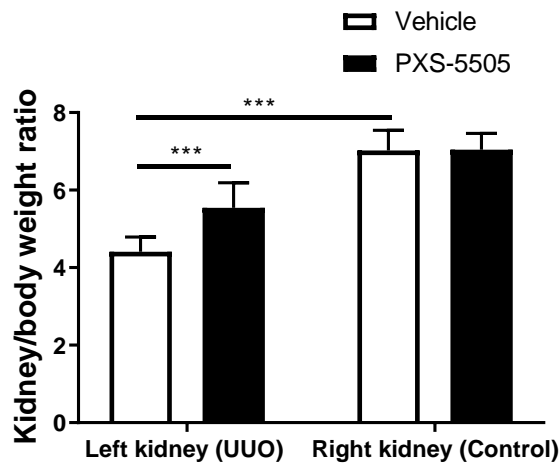 Vehicle
PXS-5505
***
***
8
6
4
2
0
Kidney/body weight ratio
Left kidney (UUO) Right kidney (Control)